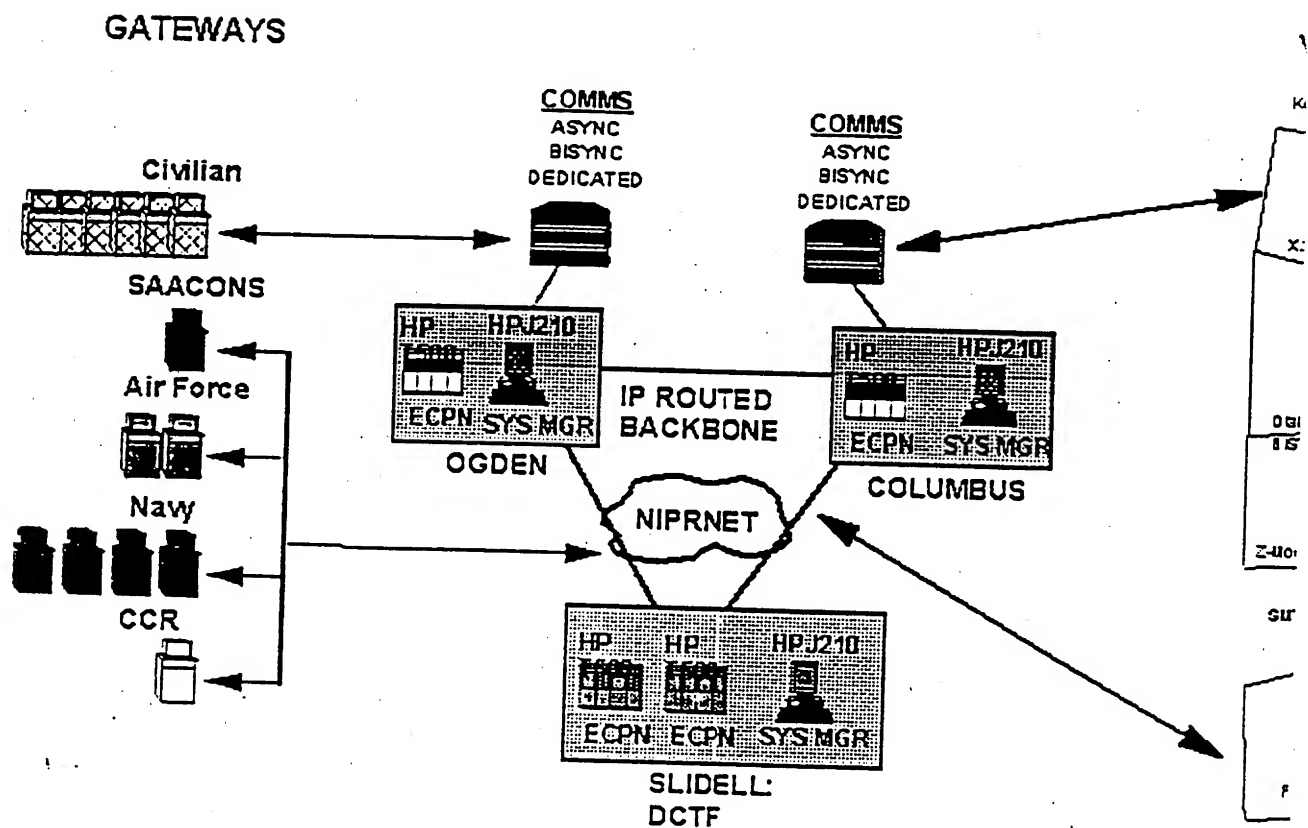 GATEWAYS
COMMS
ASYNC
BISYNC
DEDICATED
COMMS
ASYNC
BISYNC
DEDICATED
Civilian
SAACONS
Air Force
Navy
CCR
HP
HPJ210
ECPN
SYS MGR
OGDEN
IP ROUTED
BACKBONE
HP
HPJ210
ECPN
SYS MGR
COLUMBUS
NIPRNET
HP
HP
HPJ210
ECPN
ECPN
SYS MGR
SLIDELL:
DCTF